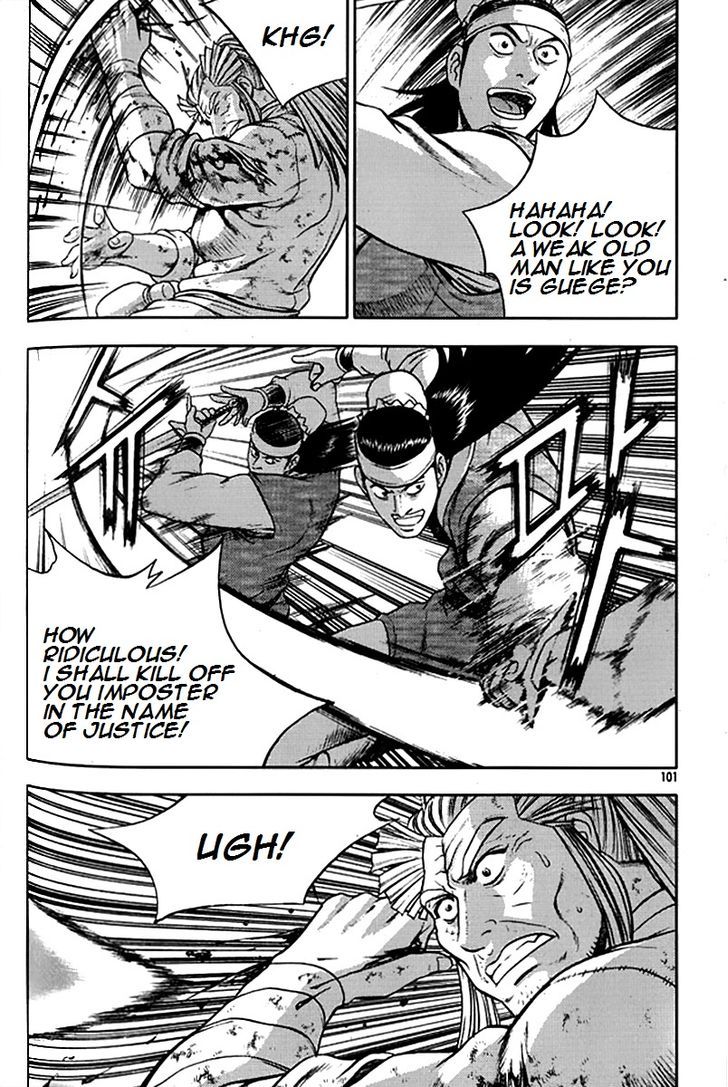 KHG!
HAHAHA!
LOOK! LOOK!
A WEAK OLD
MAN LIKE YOU
IS GUEGE?
HOW
RIDICULOUS!
I SHALL KILL OFF
YOU IMPOSTER
IN THE NAME
OF JUSTICE!
101
UGH!